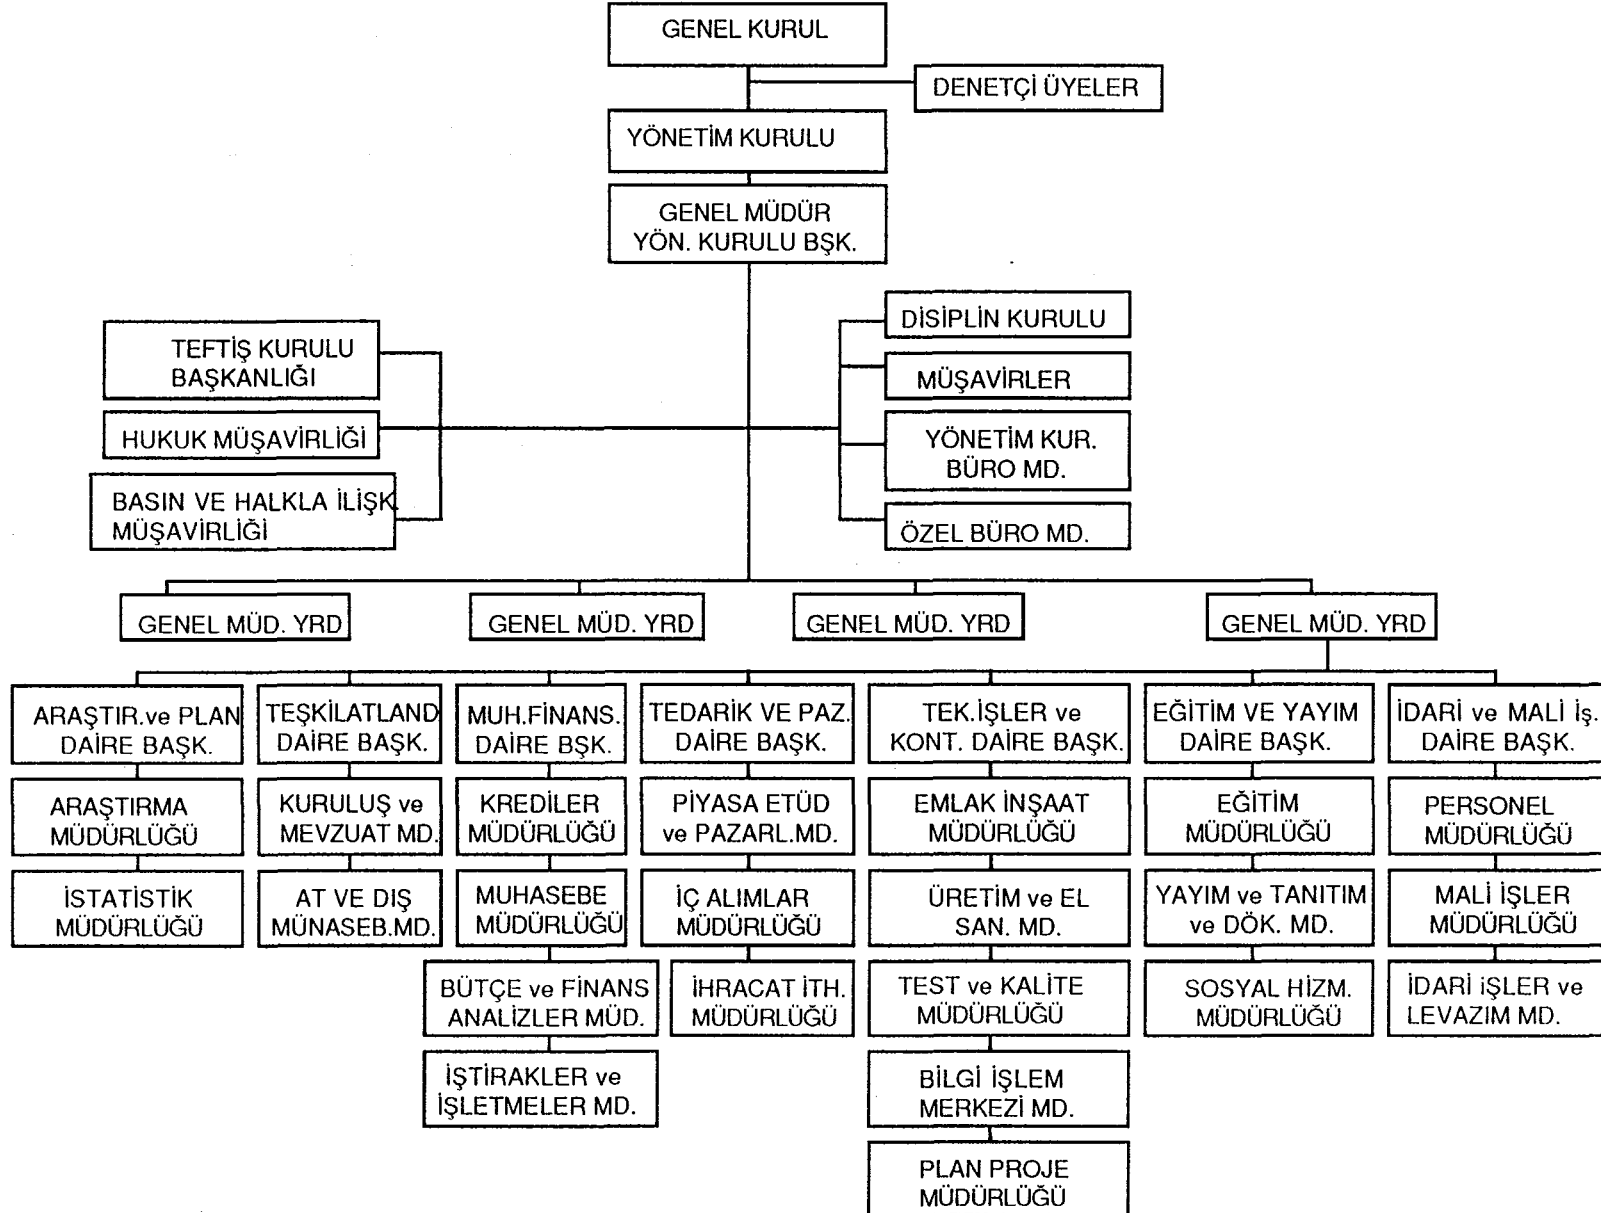 GENEL KURUL
DENETÇİ ÜYELER
YÖNETİM KURULU
GENEL MÜDÜR
YÖN. KURULU BŞK.
TEFTİŞ KURULU
BAŞKANLIĞI
HUKUK MÜŞAVİRLİĞİ
BASIN VE HALKLA İLİŞK.
MÜŞAVİRLİĞİ
DİSİPLİN KURULU
MÜŞAVİRLER
YÖNETİM KUR.
BÜRO MD.
ÖZEL BÜRO MD.
GENEL MÜD. YRD
GENEL MÜD. YRD
GENEL MÜD. YRD
GENEL MÜD. YRD
ARAŞTIR.ve PLAN
DAİRE BAŞK.
ARAŞTIRMA
MÜDÜRLÜĞÜ
İSTATİSTİK
MÜDÜRLÜĞÜ
TEŞKİLATLAND
DAİRE BAŞK.
KURULUŞ ve
MEVZUAT MD.
AT VE DIŞ
MÜNASEB.MD.
MUH.FİNANS.
DAİRE BŞK.
KREDİLER
MÜDÜRLÜĞÜ
MUHASEBE
MÜDÜRLÜĞÜ
BÜTÇE ve FİNANS
ANALİZLER MÜD.
İŞTİRAKLER ve
İŞLETMELER MD.
TEDARİK VE PAZ.
DAİRE BAŞK.
PİYASA ETÜD
ve PAZARL.MD.
İÇ ALIMLAR
MÜDÜRLÜĞÜ
İHRACAT İTH.
MÜDÜRLÜĞÜ
TEK.İŞLER ve
KONT. DAİRE BAŞK.
EMLAK İNŞAAT
MÜDÜRLÜĞÜ
ÜRETİM ve EL
SAN. MD.
TEST ve KALİTE
MÜDÜRLÜĞÜ
BİLGİ İŞLEM
MERKEZİ MD.
PLAN PROJE
MÜDÜRLÜĞÜ
EĞİTİM VE YAYIM
DAİRE BAŞK.
EĞİTİM
MÜDÜRLÜĞÜ
YAYIM ve TANITIM
ve DÖK. MD.
SOSYAL HİZM.
MÜDÜRLÜĞÜ
İDARİ ve MALİ İş.
DAİRE BAŞK.
PERSONEL
MÜDÜRLÜĞÜ
MALİ İŞLER
MÜDÜRLÜĞÜ
İDARİ İŞLER ve
LEVAZIM MD.